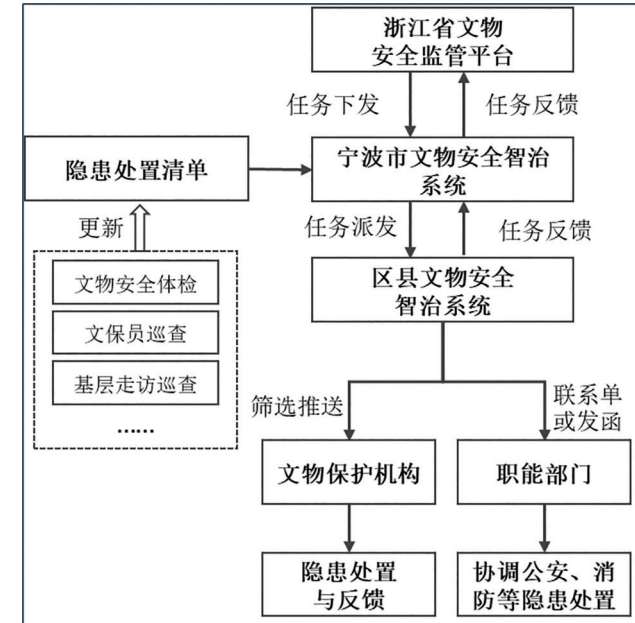 浙江省文物
安全监管平台
任务下发
任务反馈
隐患处置清单
宁波市文物安全智治
系统
更新
任务派发
任务反馈
文物安全体检
文保员巡查
基层走访巡查
……
区县文物安全
智治系统
筛选推送
联系单
或发函
文物保护机构
职能部门
隐患处置
与反馈
协调公安、消
防等隐患处置